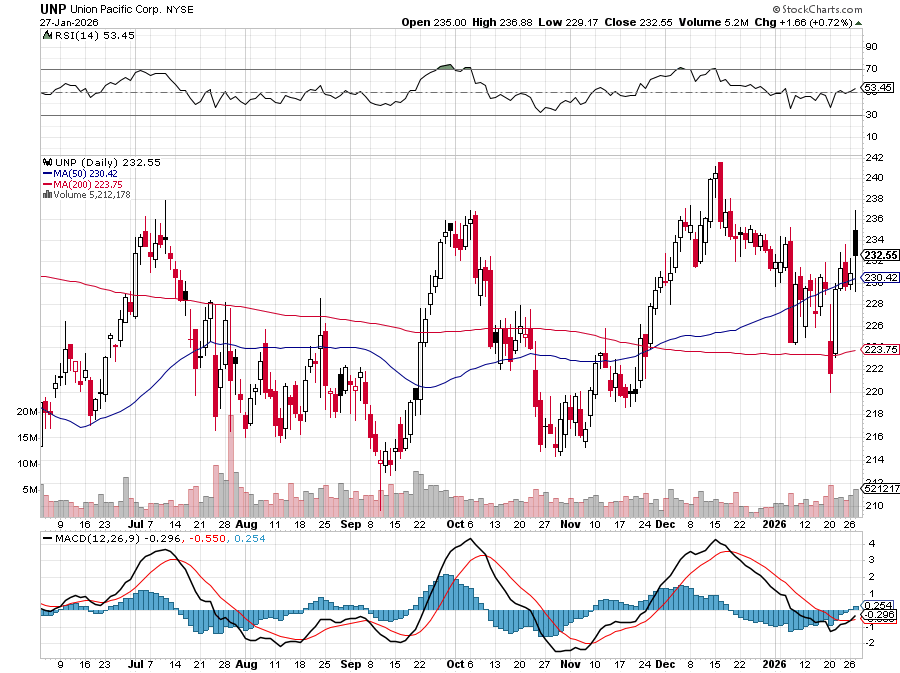 UNP Union Pacific Corp. NYSE
© StockCharts.com
27-Jan-2026
Open 235.00 High 236.88 Low 229.17 Close 232.55 Volume 5.2M Chg +1.66 (+0.72%)
RSI(14) 53.45
90
70
53.45
30
10
UNP (Daily) 232.55
MA(50) 230.42
MA(200) 223.75
Volume 5,212,178
242
240
238
236
234
232.55
230.42
228
226
223.75
222
220
218
216
214
212
210
20M
15M
10M
5M
521217
9 16 23 Jul 7 14 21 28 Aug 11 18 25 Sep 8 15 22 Oct 6 13 20 27 Nov 10 17 24 Dec 8 15 22 2026 12 20 26
MACD(12,26,9) -0.296, -0.550, 0.254
4
3
2
1
0.254
-0.296
-1
-2
9 16 23 Jul 7 14 21 28 Aug 11 18 25 Sep 8 15 22 Oct 6 13 20 27 Nov 10 17 24 Dec 8 15 22 2026 12 20 26